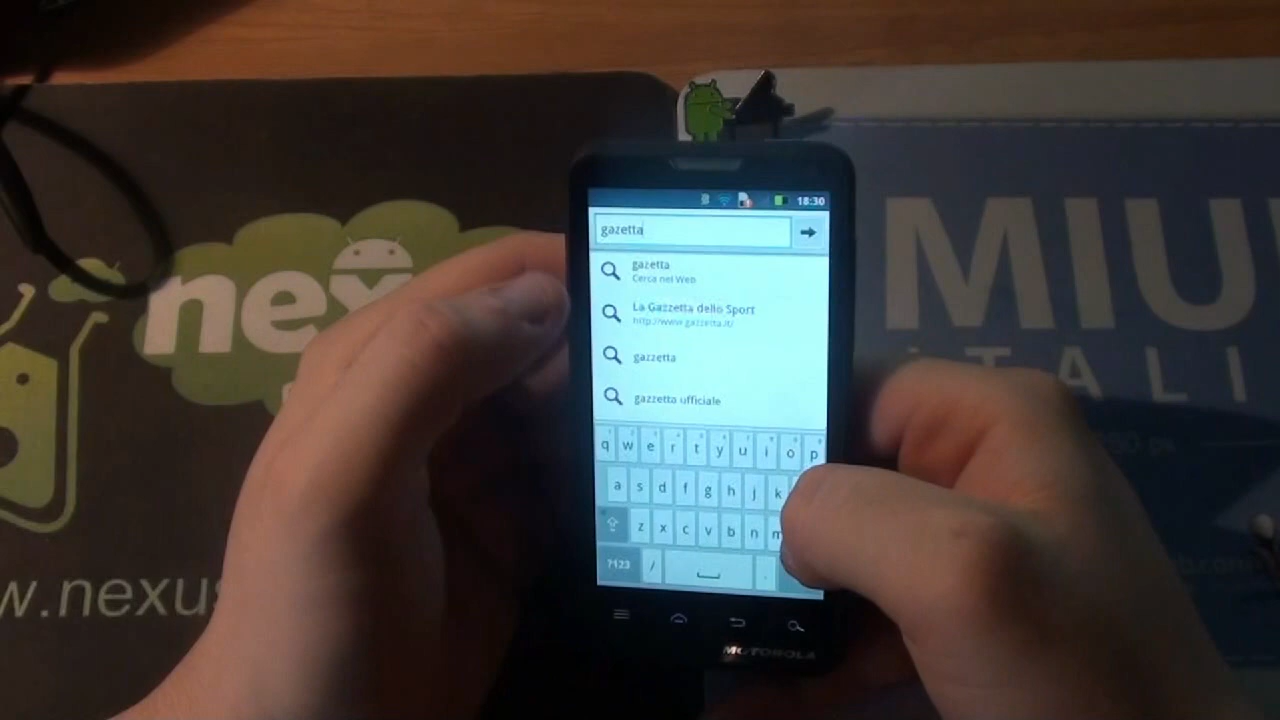 18:30
gazetta
gazetta
Cerca nel Web
La Gazzetta dello Sport
http://www.gazzetta.it/
gazzetta
gazzetta ufficiale
q w e r t y u i o p
a s d f g h j k
z x c v b n m
?123 / .
MOTOROLA
nex
w.nexus
MIU
ITALI